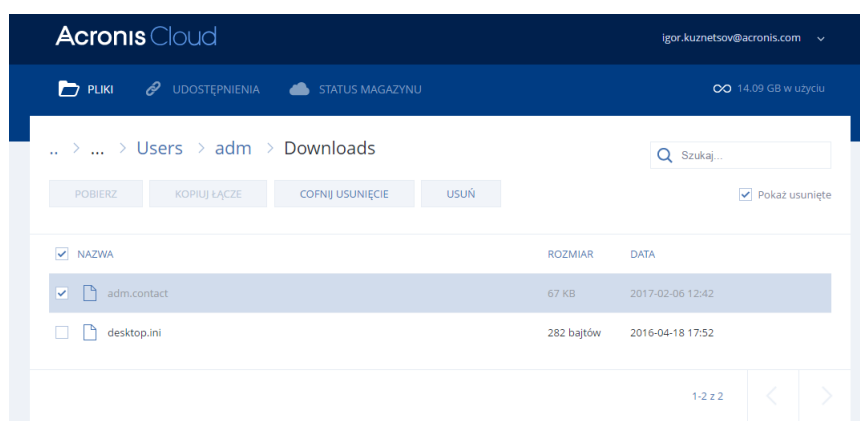 Acronis Cloud
igor.kuznetsov@acronis.com
PLIKI UDOSTĘPNIENIA STATUS MAGAZYNU 14.09 GB w użyciu
.. > ... > Users > adm > Downloads
Szukaj...
POBIERZ KOPIUJ ŁĄCZE COFNIJ USUNIĘCIE USUŃ
Pokaż usunięte
NAZWA ROZMIAR DATA
adm.contact 67 KB 2017-02-06 12:42
desktop.ini 282 bajtów 2016-04-18 17:52
1-2 z 2